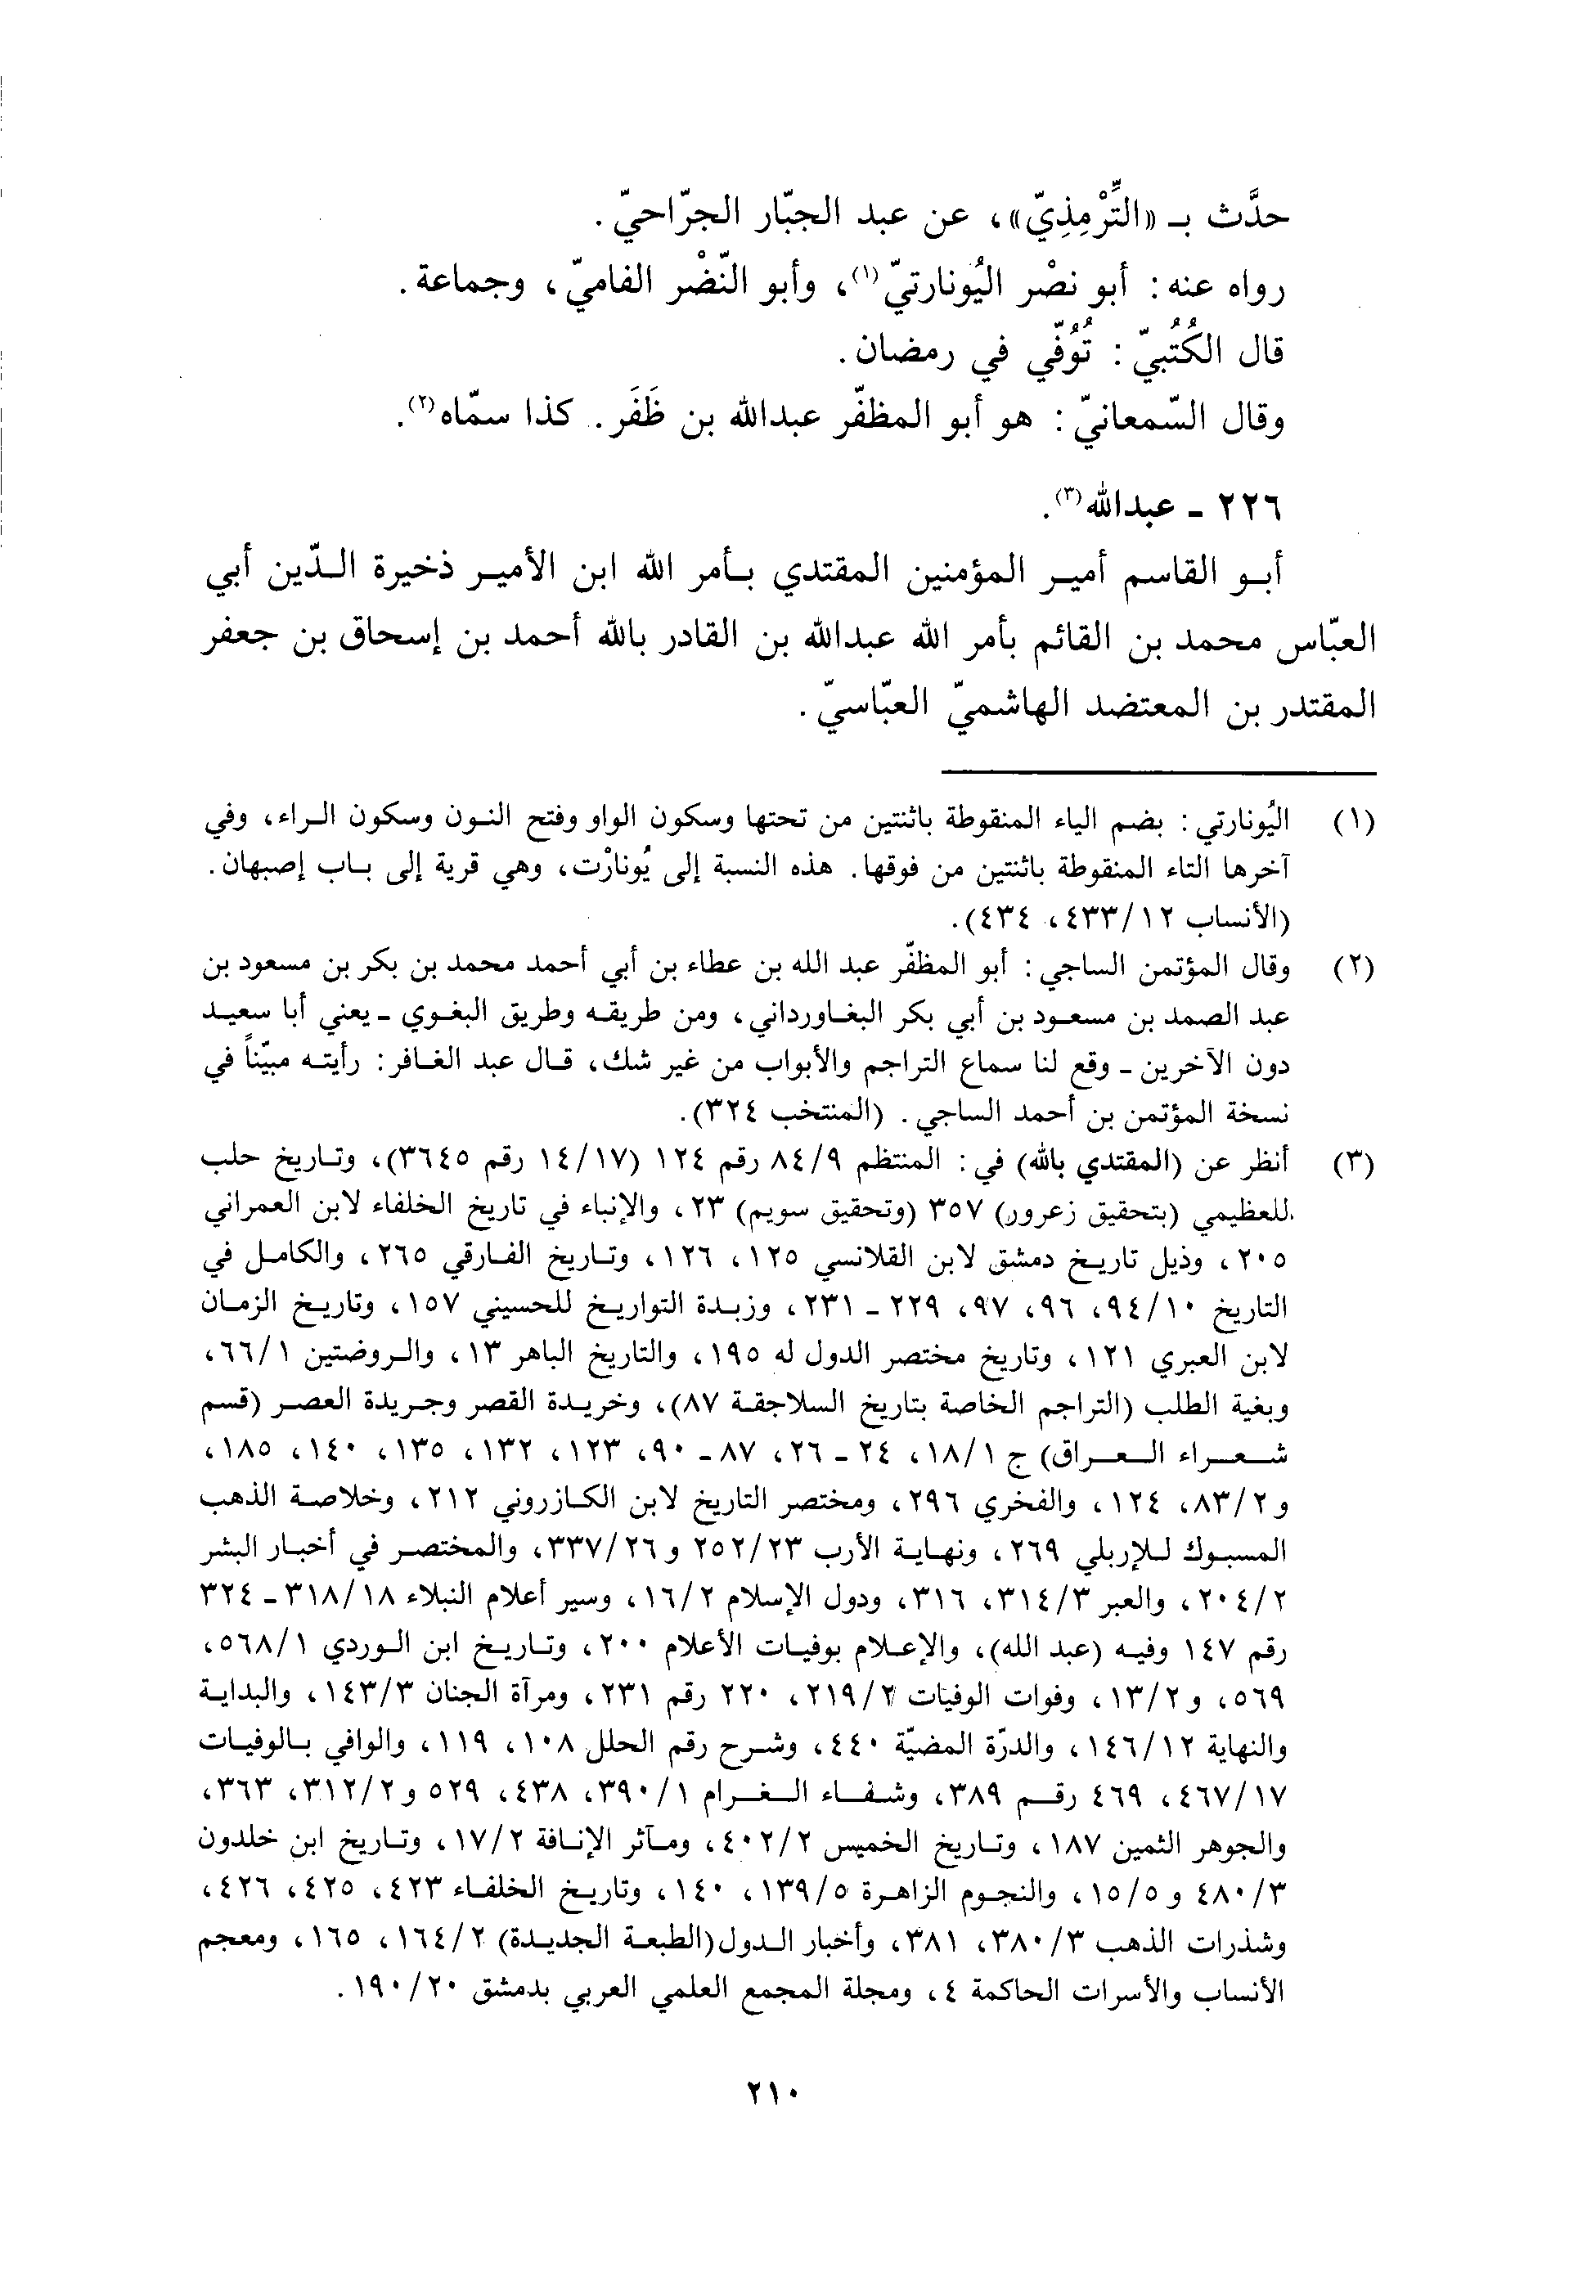 حدَّث بـ «التِّرْمِذِيّ»، عن عبد الجبّار الجرّاحيّ.
رواه عنه: أبو نصْر اليُونارتيّ(١)، وأبو النّضْر الفاميّ، وجماعة.
قال الكُتُبيّ: تُوُفّي في رمضان.
وقال السّمعانيّ: هو أبو المظفّر عبدالله بن ظَفَر. كذا سمّاه(٢).
٢٢٦ - عبدالله(٣).
أبو القاسم أمير المؤمنين المقتدي بأمر الله ابن الأمير ذخيرة الدّين أبي
العبّاس محمد بن القائم بأمر الله عبدالله بن القادر بالله أحمد بن إسحاق بن جعفر
المقتدر بن المعتضد الهاشميّ العبّاسيّ.
(١) اليُونارتي: بضم الياء المنقوطة باثنتين من تحتها وسكون الواو وفتح النون وسكون الراء، وفي
آخرها التاء المنقوطة باثنتين من فوقها. هذه النسبة إلى يُونارْت، وهي قرية إلى باب إصبهان.
(الأنساب ٤٣٣/١٢، ٤٣٤).
(٢) وقال المؤتمن الساجي: أبو المظفّر عبد الله بن عطاء بن أبي أحمد محمد بن بكر بن مسعود بن
عبد الصمد بن مسعود بن أبي بكر البغاورداني، ومن طريقه وطريق البغوي - يعني أبا سعيد
دون الآخرين - وقع لنا سماع التراجم والأبواب من غير شك، قال عبد الغافر: رأيته مبيّناً في
نسخة المؤتمن بن أحمد الساجي. (المنتخب ٣٢٤).
(٣) أنظر عن (المقتدي بالله) في: المنتظم ٨٤/٩ رقم ١٢٤ (١٤/١٧ رقم ٣٦٤٥)، وتاريخ حلب
للعظيمي (بتحقيق زعرور) ٣٥٧ (وتحقيق سويم) ٢٣، والإنباء في تاريخ الخلفاء لابن العمراني
٢٠٥، وذيل تاريخ دمشق لابن القلانسي ١٢٥، ١٢٦، وتاريخ الفارقي ٢٦٥، والكامل في
التاريخ ٩٤/١٠، ٩٦، ٩٧، ٢٢٩ - ٢٣١، وزبدة التواريخ للحسيني ١٥٧، وتاريخ الزمان
لابن العبري ١٢١، وتاريخ مختصر الدول له ١٩٥، والتاريخ الباهر ١٣، والروضتين ٦٦/١،
وبغية الطلب (التراجم الخاصة بتاريخ السلاجقة ٨٧)، وخريدة القصر وجريدة العصر (قسم
شعراء العراق) ج ١٨/١، ٢٤ - ٢٦، ٨٧ - ٩٠، ١٢٣، ١٣٢، ١٣٥، ١٤٠، ١٨٥،
و ٨٣/٢، ١٢٤، والفخري ٢٩٦، ومختصر التاريخ لابن الكازروني ٢١٢، وخلاصة الذهب
المسبوك للإربلي ٢٦٩، ونهاية الأرب ٢٥٢/٢٣ و ٣٣٧/٢٦، والمختصر في أخبار البشر
٢٠٤/٢، والعبر ٣١٤/٣، ٣١٦، ودول الإسلام ١٦/٢، وسير أعلام النبلاء ٣١٨/١٨ - ٣٢٤
رقم ١٤٧ وفيه (عبد الله)، والإعلام بوفيات الأعلام ٢٠٠، وتاريخ ابن الوردي ٥٦٨/١،
٥٦٩، و ١٣/٢، وفوات الوفيات ٢١٩/٢، ٢٢٠ رقم ٢٣١، ومرآة الجنان ١٤٣/٣، والبداية
والنهاية ١٤٦/١٢، والدرّة المضيّة ٤٤٠، وشرح رقم الحلل ١٠٨، ١١٩، والوافي بالوفيات
٤٦٧/١٧، ٤٦٩ رقم ٣٨٩، وشفاء الغرام ٣٩٠/١، ٤٣٨، ٥٢٩ و ٣١٢/٢، ٣٦٣،
والجوهر الثمين ١٨٧، وتاريخ الخميس ٤٠٢/٢، ومآثر الإنافة ١٧/٢، وتاريخ ابن خلدون
٤٨٠/٣ و ١٥/٥، والنجوم الزاهرة ١٣٩/٥، ١٤٠، وتاريخ الخلفاء ٤٢٣، ٤٢٥، ٤٢٦،
وشذرات الذهب ٣٨٠/٣، ٣٨١، وأخبار الدول (الطبعة الجديدة) ١٦٤/٢، ١٦٥، ومعجم
الأنساب والأسرات الحاكمة ٤، ومجلة المجمع العلمي العربي بدمشق ١٩٠/٢٠.
٢١٠